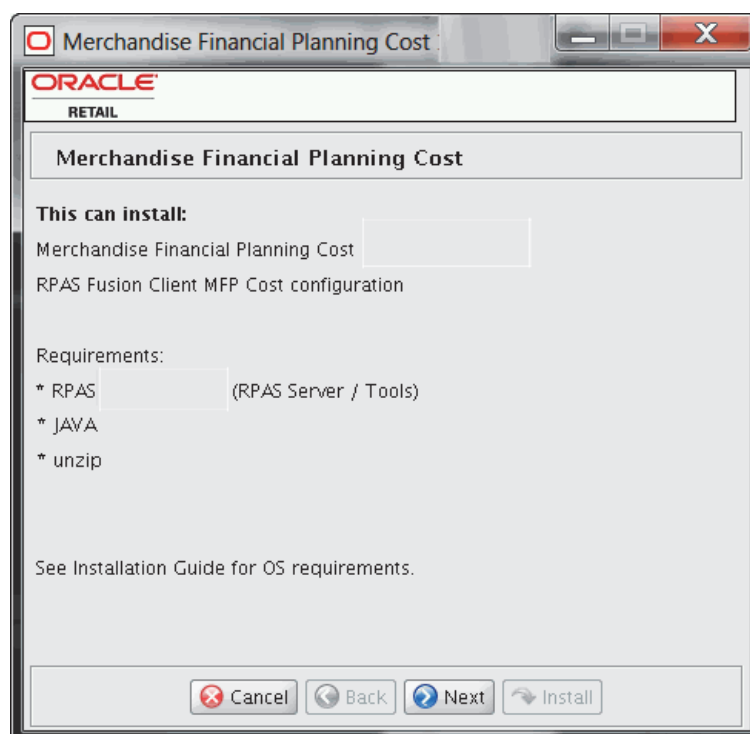 Merchandise Financial Planning Cost
ORACLE
RETAIL
Merchandise Financial Planning Cost
This can install:
Merchandise Financial Planning Cost
RPAS Fusion Client MFP Cost configuration
Requirements:
* RPAS (RPAS Server / Tools)
* JAVA
* unzip
See Installation Guide for OS requirements.
Cancel Back Next Install